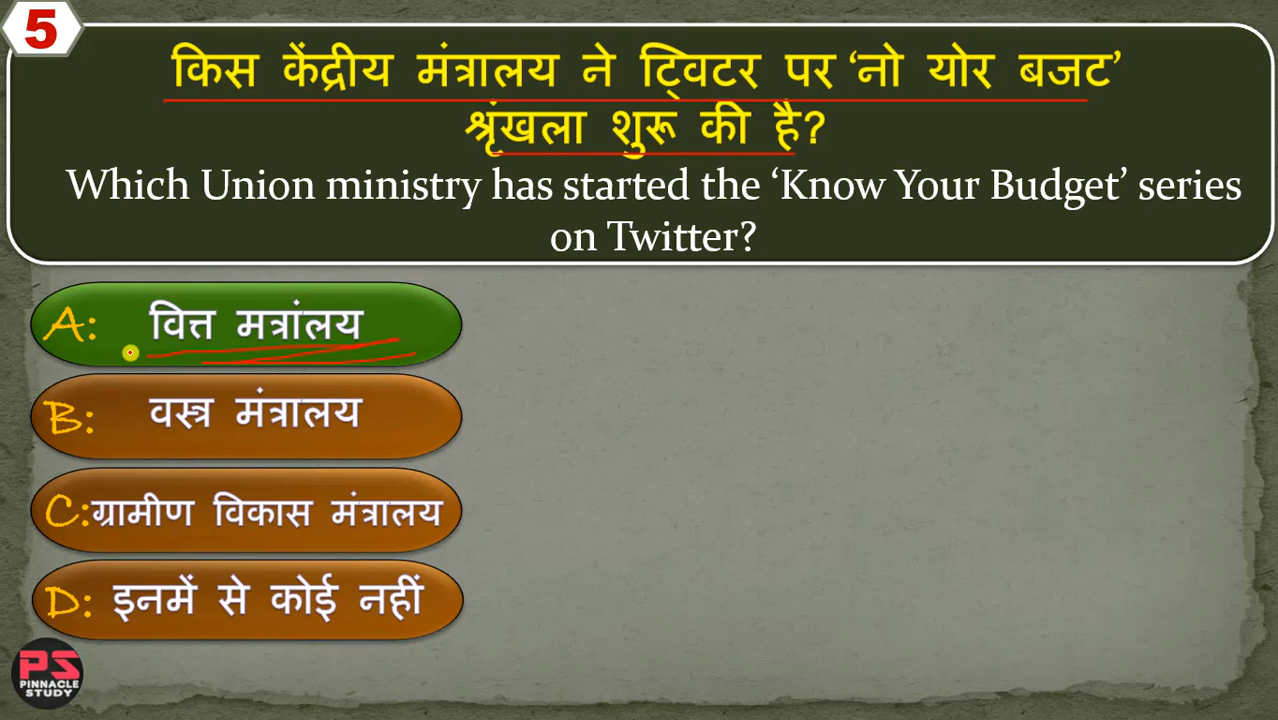 5
किस केंद्रीय मंत्रालय ने ट्विटर पर ‘नो योर बजट’
श्रृंखला शुरू की है?
Which Union ministry has started the ‘Know Your Budget’ series
on Twitter?
A: वित्त मत्रांलय
B: वस्त्र मंत्रालय
C: ग्रामीण विकास मंत्रालय
D: इनमें से कोई नहीं
PS
PINNACLE
STUDY